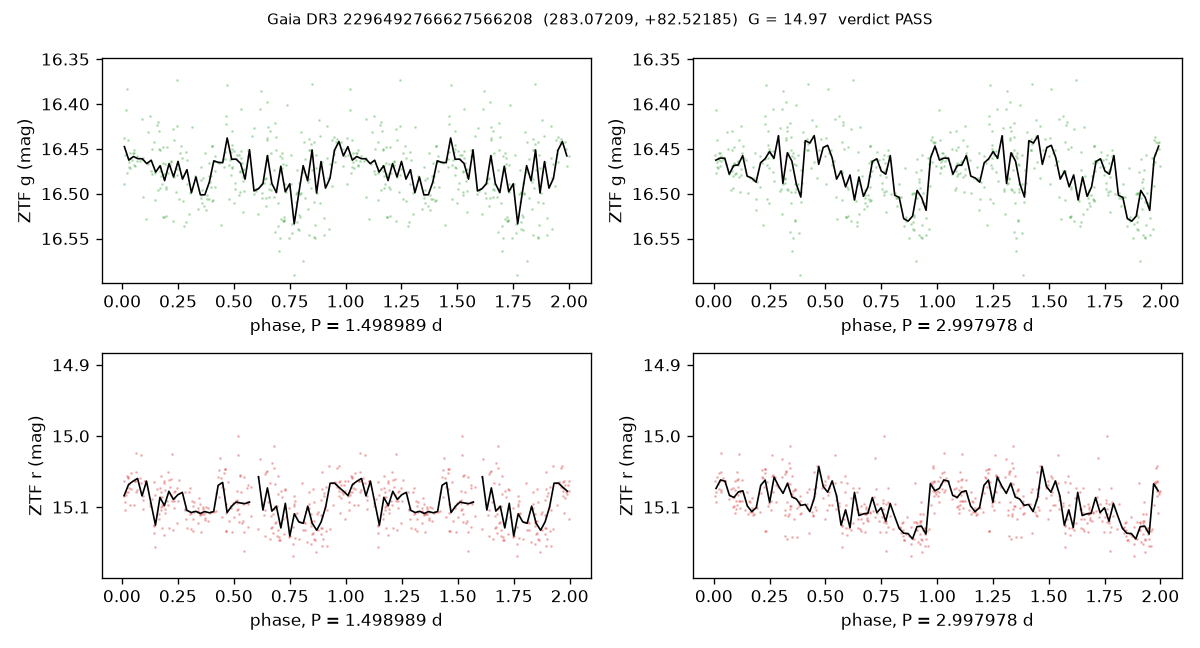 Gaia DR3 2296492766627566208 (283.07209, +82.52185) G = 14.97 verdict PASS
ZTF g (mag)
16.35
16.40
16.45
16.50
16.55
0.00 0.25 0.50 0.75 1.00 1.25 1.50 1.75 2.00
phase, P = 1.498989 d
ZTF g (mag)
16.35
16.40
16.45
16.50
16.55
0.00 0.25 0.50 0.75 1.00 1.25 1.50 1.75 2.00
phase, P = 2.997978 d
ZTF r (mag)
14.9
15.0
15.1
0.00 0.25 0.50 0.75 1.00 1.25 1.50 1.75 2.00
phase, P = 1.498989 d
ZTF r (mag)
14.9
15.0
15.1
0.00 0.25 0.50 0.75 1.00 1.25 1.50 1.75 2.00
phase, P = 2.997978 d